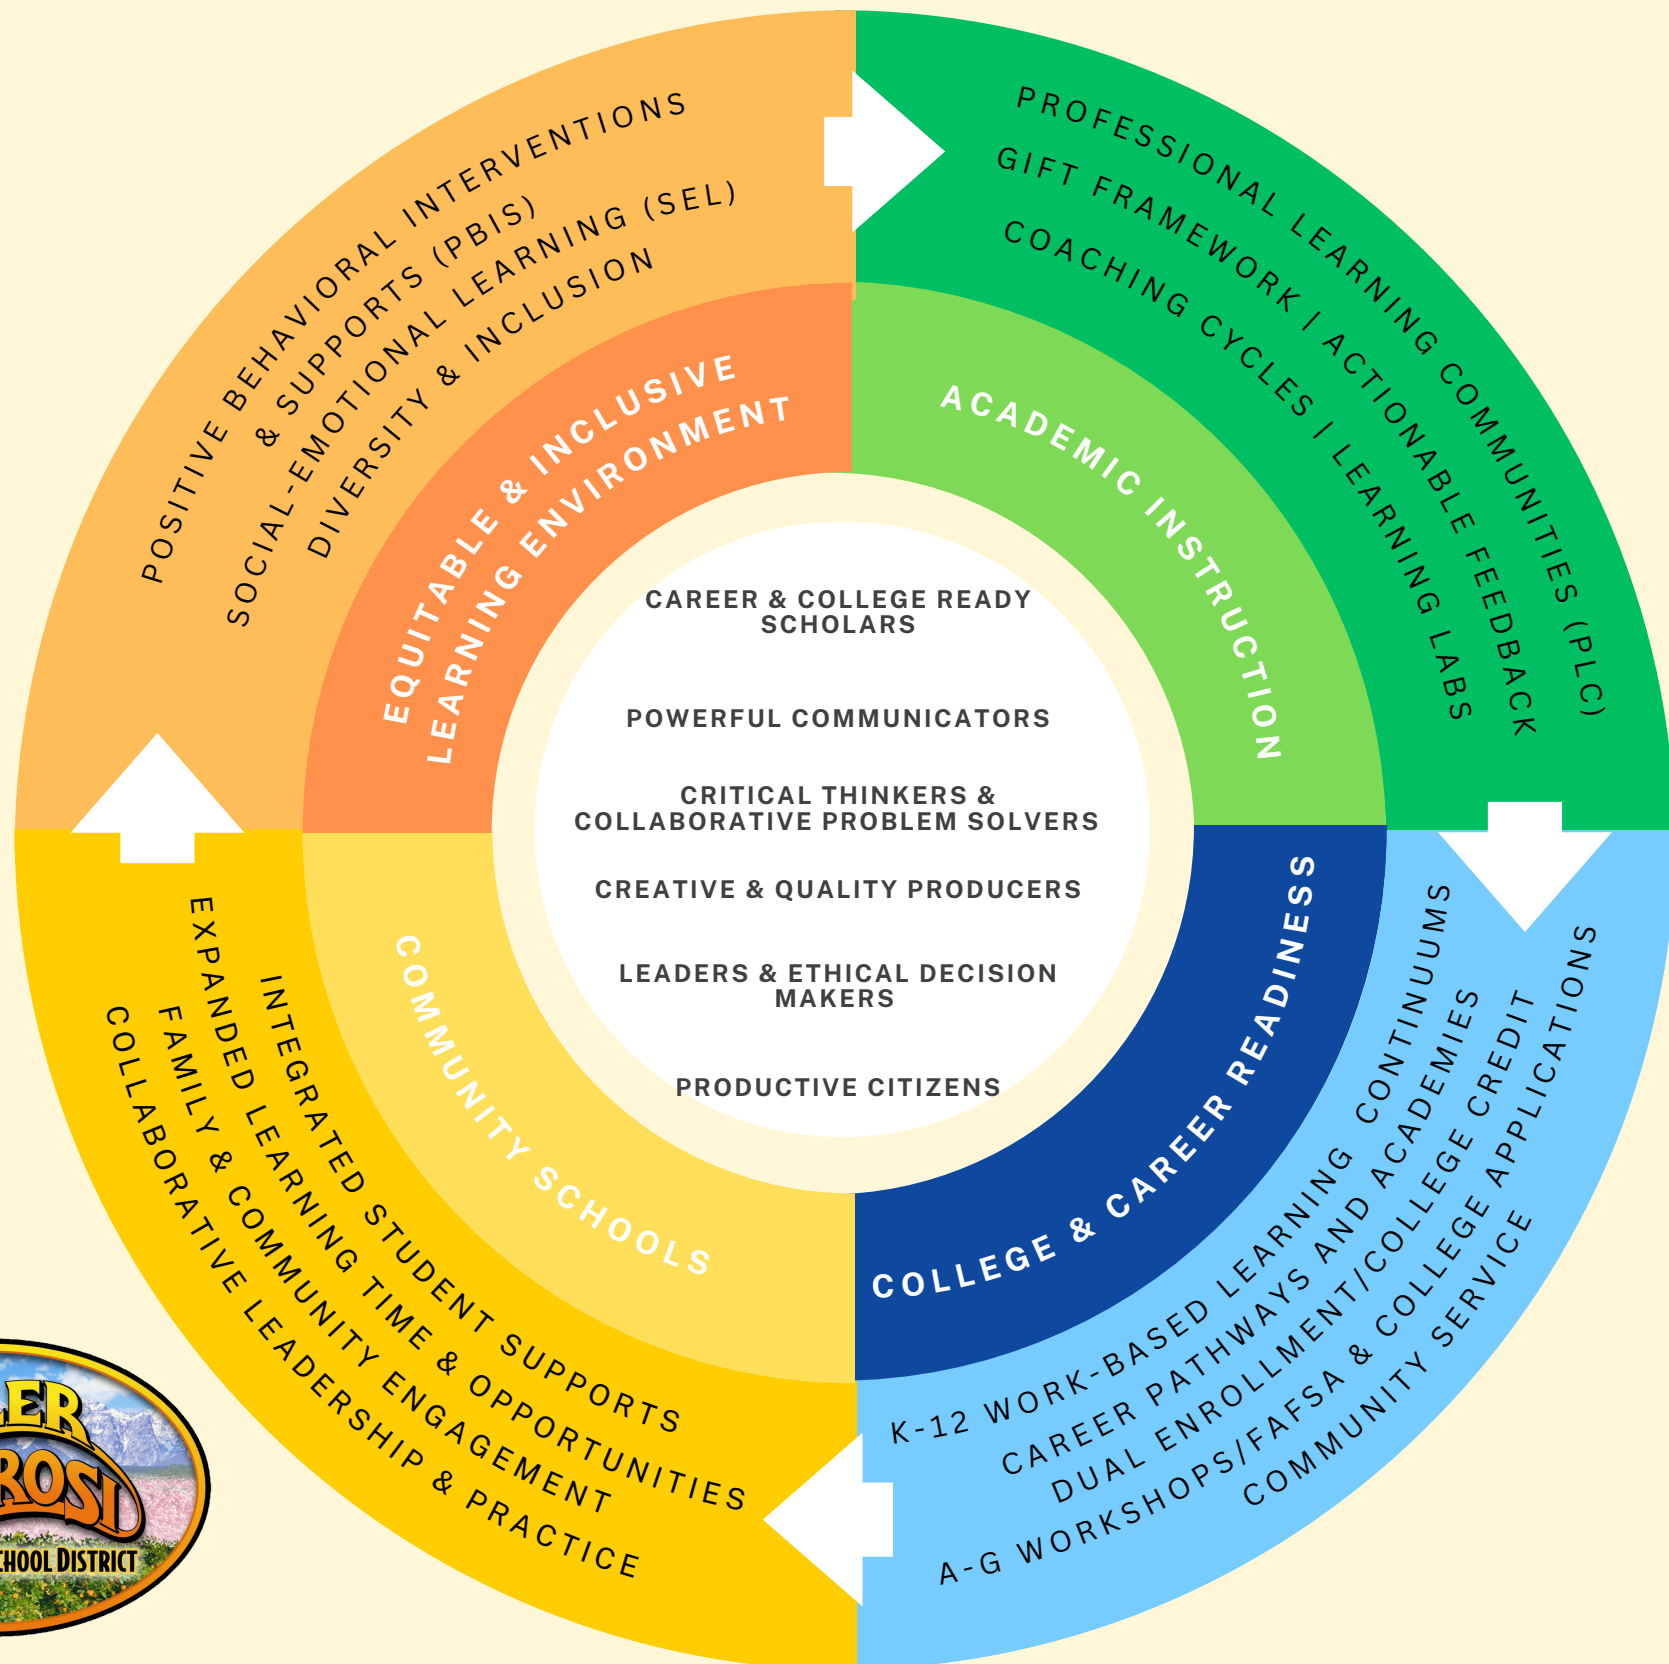 POSITIVE BEHAVIORAL INTERVENTIONS
& SUPPORTS (PBIS)
SOCIAL-EMOTIONAL LEARNING (SEL)
DIVERSITY & INCLUSION
EQUITABLE & INCLUSIVE
LEARNING ENVIRONMENT
PROFESSIONAL LEARNING COMMUNITIES (PLC)
GIFT FRAMEWORK | ACTIONABLE FEEDBACK
COACHING CYCLES | LEARNING LABS
ACADEMIC INSTRUCTION
CAREER & COLLEGE READY
SCHOLARS
POWERFUL COMMUNICATORS
CRITICAL THINKERS &
COLLABORATIVE PROBLEM SOLVERS
CREATIVE & QUALITY PRODUCERS
LEADERS & ETHICAL DECISION
MAKERS
PRODUCTIVE CITIZENS
COLLEGE & CAREER READINESS
K-12 WORK-BASED LEARNING CONTINUUMS
CAREER PATHWAYS AND ACADEMIES
DUAL ENROLLMENT/COLLEGE CREDIT
A-G WORKSHOPS/FAFSA & COLLEGE APPLICATIONS
COMMUNITY SERVICE
COMMUNITY SCHOOLS
INTEGRATED STUDENT SUPPORTS
EXPANDED LEARNING TIME & OPPORTUNITIES
FAMILY & COMMUNITY ENGAGEMENT
COLLABORATIVE LEADERSHIP & PRACTICE
ER
ROSI
CHOOL DISTRICT